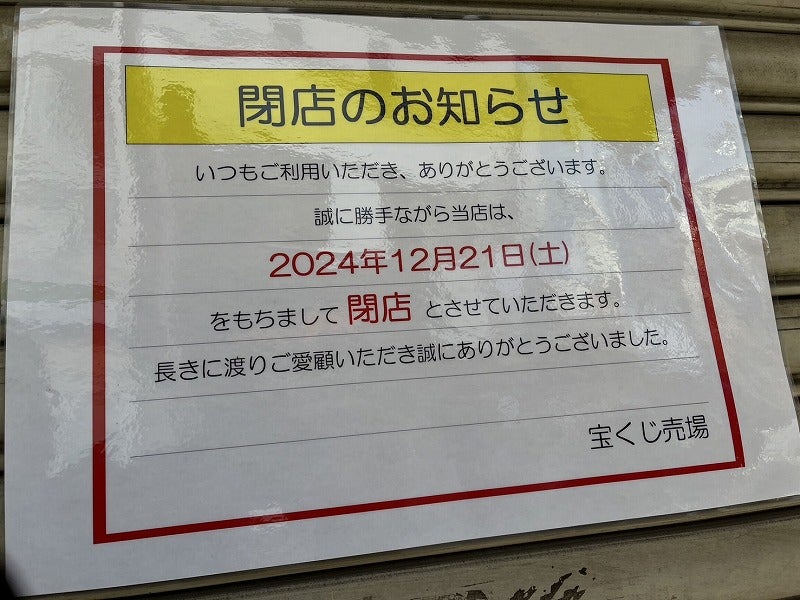 閉店のお知らせ
いつもご利用いただき、ありがとうございます。
誠に勝手ながら当店は、
2024年12月21日(土)
をもちまして 閉店 とさせていただきます。
長きに渡りご愛顧いただき誠にありがとうございました。
宝くじ売場